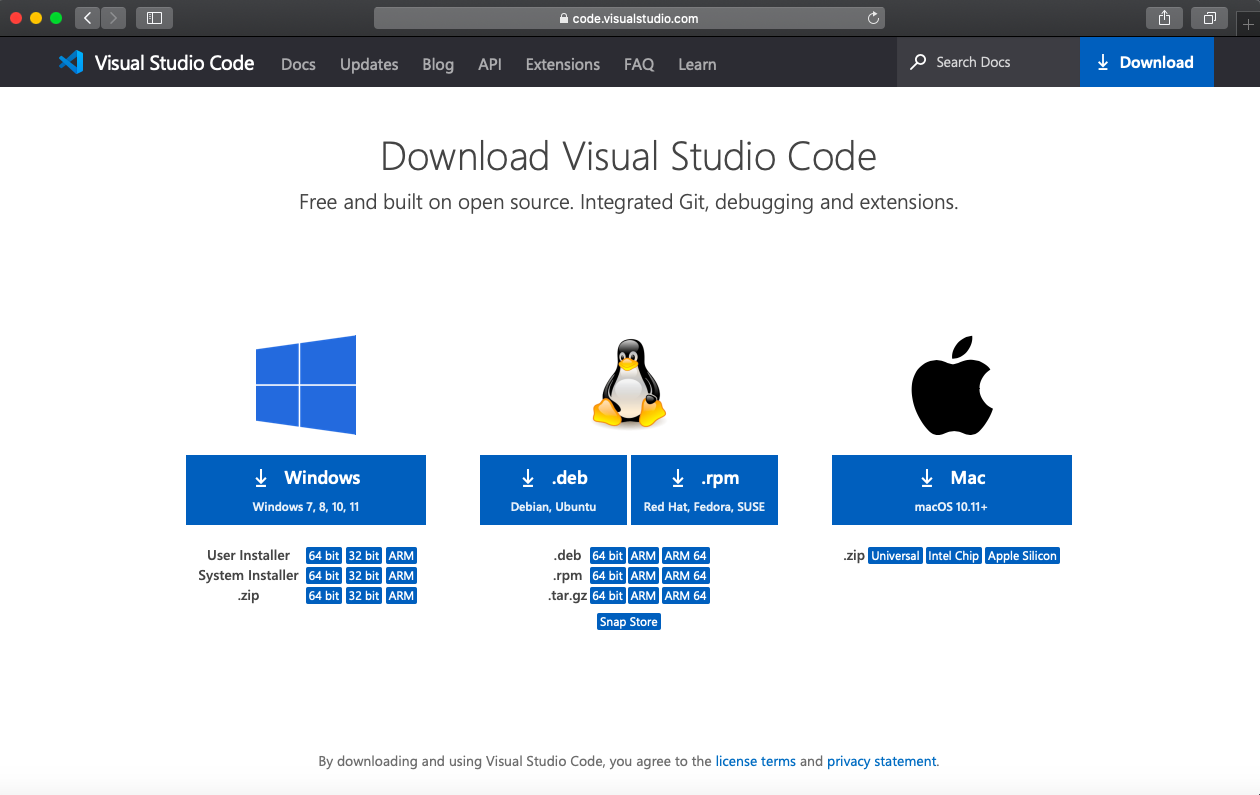 code.visualstudio.com
Visual Studio Code Docs Updates Blog API Extensions FAQ Learn Search Docs Download
Download Visual Studio Code
Free and built on open source. Integrated Git, debugging and extensions.
Windows
Windows 7, 8, 10, 11
.deb
Debian, Ubuntu
.rpm
Red Hat, Fedora, SUSE
Mac
macOS 10.11+
User Installer 64 bit 32 bit ARM
System Installer 64 bit 32 bit ARM
.zip 64 bit 32 bit ARM
.deb 64 bit ARM ARM 64
.rpm 64 bit ARM ARM 64
.tar.gz 64 bit ARM ARM 64
Snap Store
.zip Universal Intel Chip Apple Silicon
By downloading and using Visual Studio Code, you agree to the license terms and privacy statement.